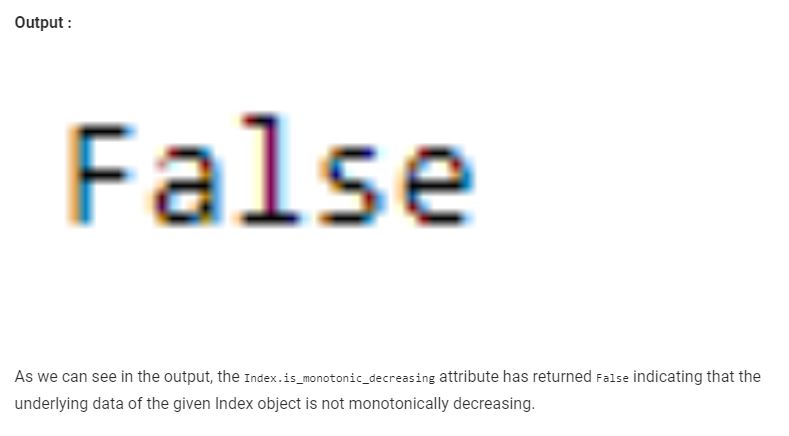 Output :
False
As we can see in the output, the Index.is_monotonic_decreasing attribute has returned False indicating that the
underlying data of the given Index object is not monotonically decreasing.